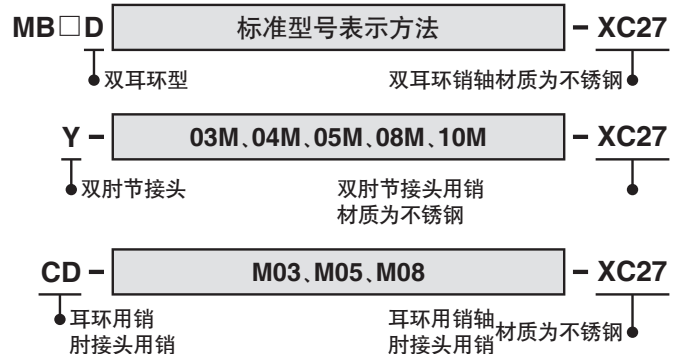 MB□D 标准型号表示方法 - XC27
双耳环型 双耳环销轴材质为不锈钢
Y - 03M、04M、05M、08M、10M - XC27
双肘节接头 双肘节接头用销
材质为不锈钢
CD - M03、M05、M08 - XC27
耳环用销 耳环用销轴
肘接头用销 肘接头用销 材质为不锈钢